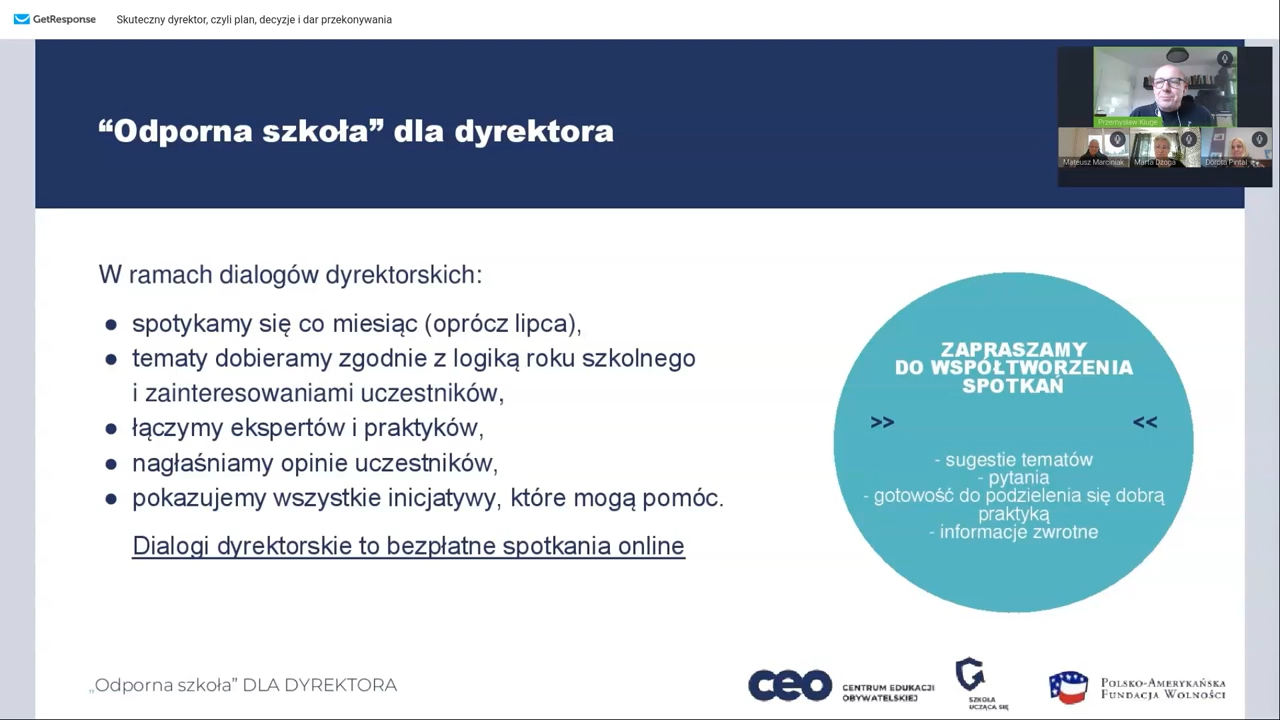 GetResponse
Skuteczny dyrektor, czyli plan, decyzje i dar przekonywania
“Odporna szkoła” dla dyrektora
Przemysław Kluge
Mateusz Marciniak
Marta Dzoga
Dorota Pintal
W ramach dialogów dyrektorskich:
● spotykamy się co miesiąc (oprócz lipca),
● tematy dobieramy zgodnie z logiką roku szkolnego
i zainteresowaniami uczestników,
● łączymy ekspertów i praktyków,
● nagłaśniamy opinie uczestników,
● pokazujemy wszystkie inicjatywy, które mogą pomóc.
Dialogi dyrektorskie to bezpłatne spotkania online
ZAPRASZAMY
DO WSPÓŁTWORZENIA
SPOTKAŃ
>> <<
- sugestie tematów
- pytania
- gotowość do podzielenia się dobrą
praktyką
- informacje zwrotne
„Odporna szkoła” DLA DYREKTORA
ceo
CENTRUM EDUKACJI
OBYWATELSKIEJ
SZKOŁA
UCZĄCA SIĘ
POLSKO-AMERYKAŃSKA
FUNDACJA WOLNOŚCI